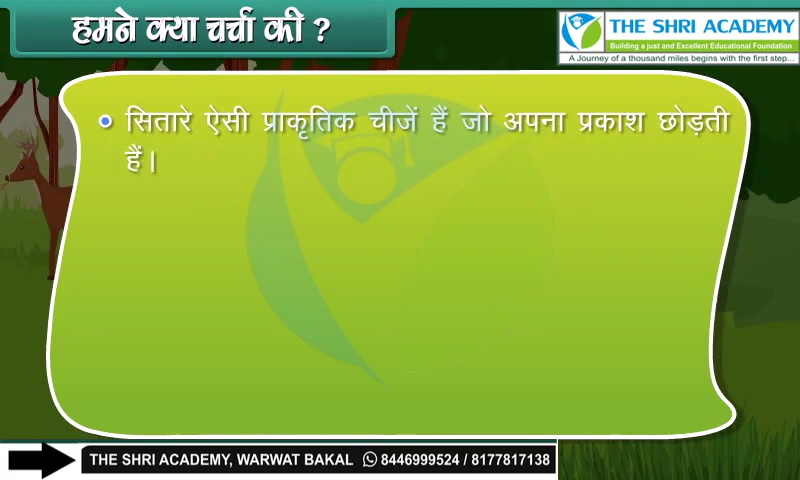 हमने क्या चर्चा की ?
THE SHRI ACADEMY
Building a just and Excellent Educational Foundation
A Journey of a thousand miles begins with the first step...
सितारे ऐसी प्राकृतिक चीजें हैं जो अपना प्रकाश छोड़ती
हैं।
THE SHRI ACADEMY, WARWAT BAKAL 8446999524 / 8177817138